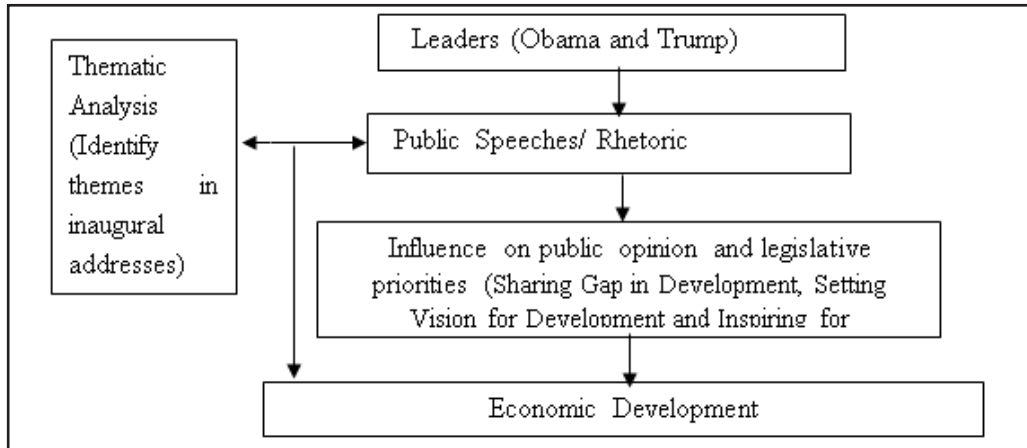 Leaders (Obama and Trump)
Thematic
Analysis
(Identify
themes in
inaugural
addresses)
Public Speeches/ Rhetoric
Influence on public opinion and legislative
priorities (Sharing Gap in Development, Setting
Vision for Development and Inspiring for
Economic Development